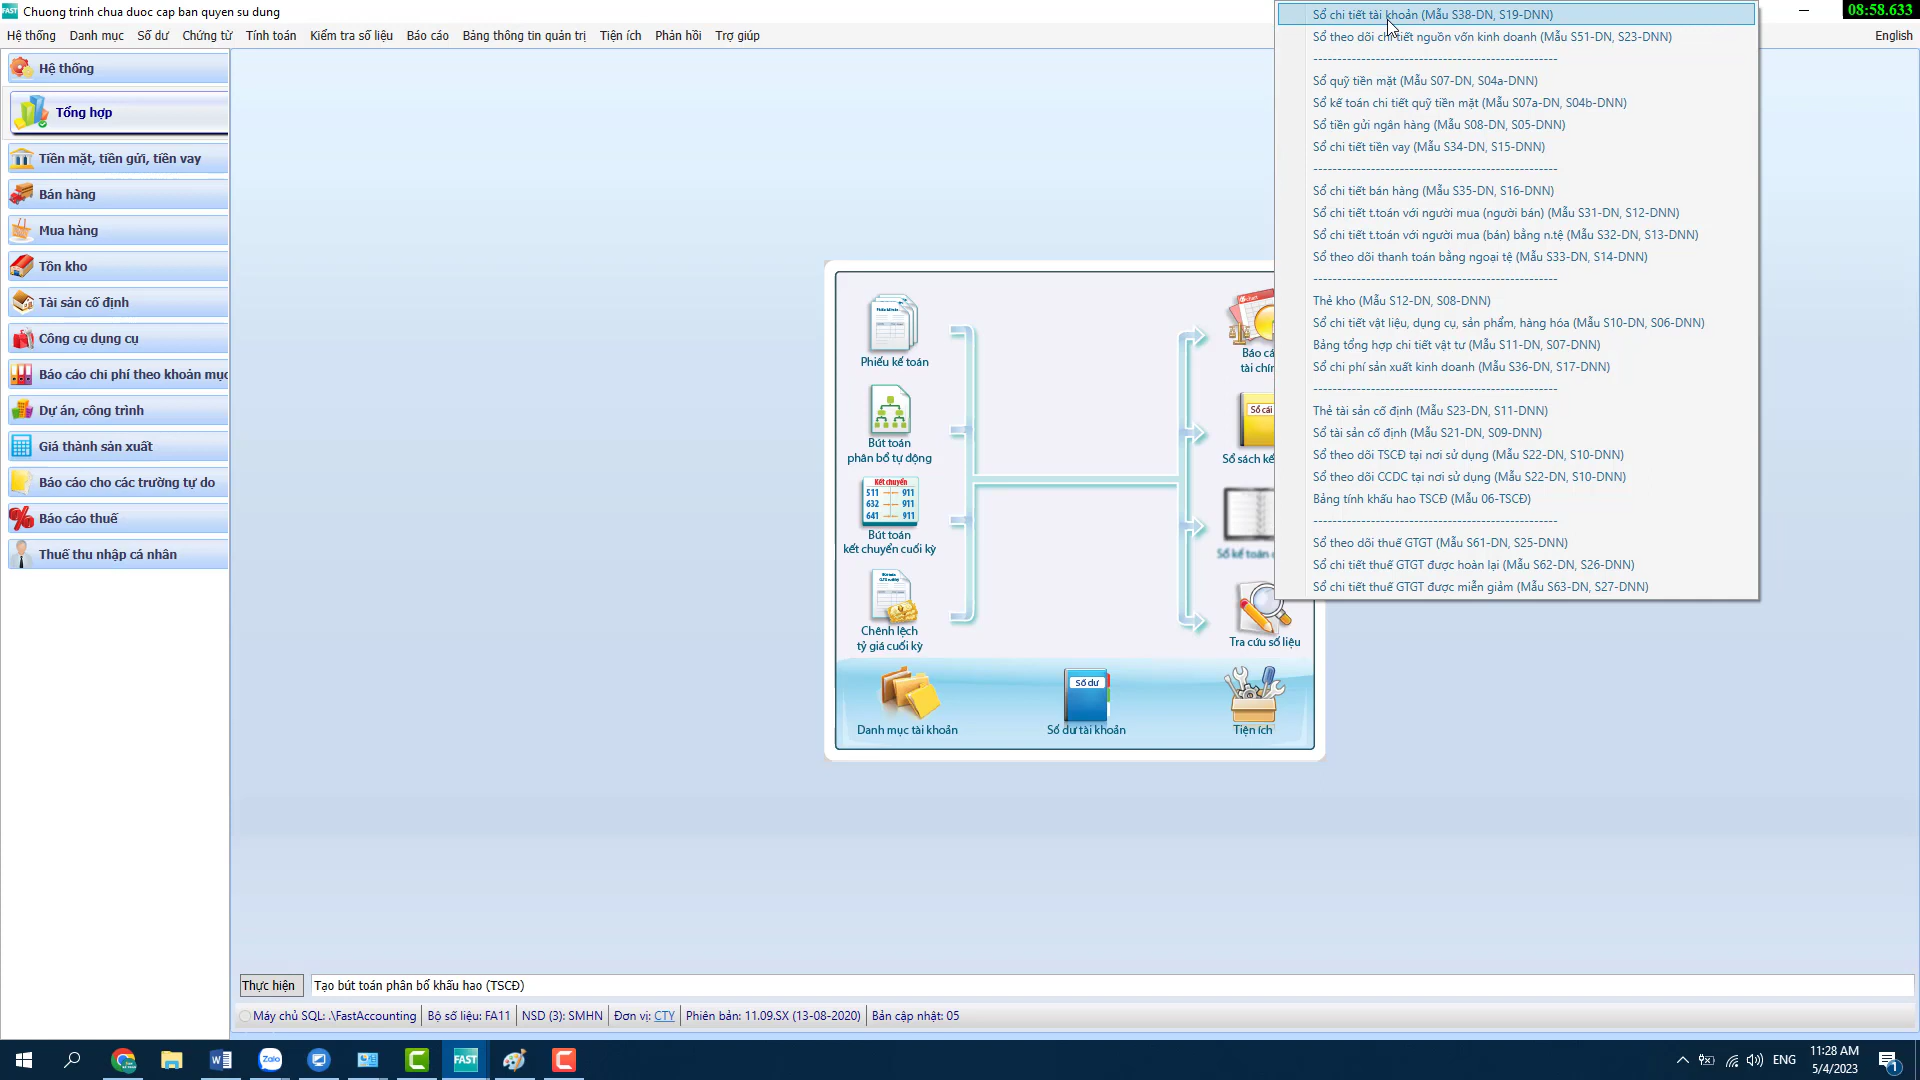 Chuong trinh chua duoc cap ban quyen su dung
08:58.633
Hệ thống Danh mục Số dư Chứng từ Tính toán Kiểm tra số liệu Báo cáo Bảng thông tin quản trị Tiện ích Phản hồi Trợ giúp English
Hệ thống
Tổng hợp
Tiền mặt, tiền gửi, tiền vay
Bán hàng
Mua hàng
Tồn kho
Tài sản cố định
Công cụ dụng cụ
Báo cáo chi phí theo khoản mục
Dự án, công trình
Giá thành sản xuất
Báo cáo cho các trường tự do
Báo cáo thuế
Thuế thu nhập cá nhân
Phiếu kế toán
Bút toán
phân bổ tự động
Kết chuyển
511 911
632 911
641 911
Bút toán
kết chuyển cuối kỳ
Chênh lệch
tỷ giá cuối kỳ
Báo cá
tài chín
Sổ cái
Sổ sách kế
Sổ kế toán
Tra cứu số liệu
Danh mục tài khoản
Số dư
Số dư tài khoản
Tiện ích
Sổ chi tiết tài khoản (Mẫu S38-DN, S19-DNN)
Sổ theo dõi chi tiết nguồn vốn kinh doanh (Mẫu S51-DN, S23-DNN)
-------------------------------------------------
Sổ quỹ tiền mặt (Mẫu S07-DN, S04a-DNN)
Sổ kế toán chi tiết quỹ tiền mặt (Mẫu S07a-DN, S04b-DNN)
Sổ tiền gửi ngân hàng (Mẫu S08-DN, S05-DNN)
Sổ chi tiết tiền vay (Mẫu S34-DN, S15-DNN)
-------------------------------------------------
Sổ chi tiết bán hàng (Mẫu S35-DN, S16-DNN)
Sổ chi tiết t.toán với người mua (người bán) (Mẫu S31-DN, S12-DNN)
Sổ chi tiết t.toán với người mua (bán) bằng n.tệ (Mẫu S32-DN, S13-DNN)
Sổ theo dõi thanh toán bằng ngoại tệ (Mẫu S33-DN, S14-DNN)
-------------------------------------------------
Thẻ kho (Mẫu S12-DN, S08-DNN)
Sổ chi tiết vật liệu, dụng cụ, sản phẩm, hàng hóa (Mẫu S10-DN, S06-DNN)
Bảng tổng hợp chi tiết vật tư (Mẫu S11-DN, S07-DNN)
Sổ chi phí sản xuất kinh doanh (Mẫu S36-DN, S17-DNN)
-------------------------------------------------
Thẻ tài sản cố định (Mẫu S23-DN, S11-DNN)
Sổ tài sản cố định (Mẫu S21-DN, S09-DNN)
Sổ theo dõi TSCĐ tại nơi sử dụng (Mẫu S22-DN, S10-DNN)
Sổ theo dõi CCDC tại nơi sử dụng (Mẫu S22-DN, S10-DNN)
Bảng tính khấu hao TSCĐ (Mẫu 06-TSCĐ)
-------------------------------------------------
Sổ theo dõi thuế GTGT (Mẫu S61-DN, S25-DNN)
Sổ chi tiết thuế GTGT được hoàn lại (Mẫu S62-DN, S26-DNN)
Sổ chi tiết thuế GTGT được miễn giảm (Mẫu S63-DN, S27-DNN)
Thực hiện Tạo bút toán phân bổ khấu hao (TSCĐ)
Máy chủ SQL: .\FastAccounting Bộ số liệu: FA11 NSD (3): SMHN Đơn vị: CTY Phiên bản: 11.09.SX (13-08-2020) Bản cập nhật: 05
Zalo
FAST
ENG
11:28 AM
5/4/2023
1